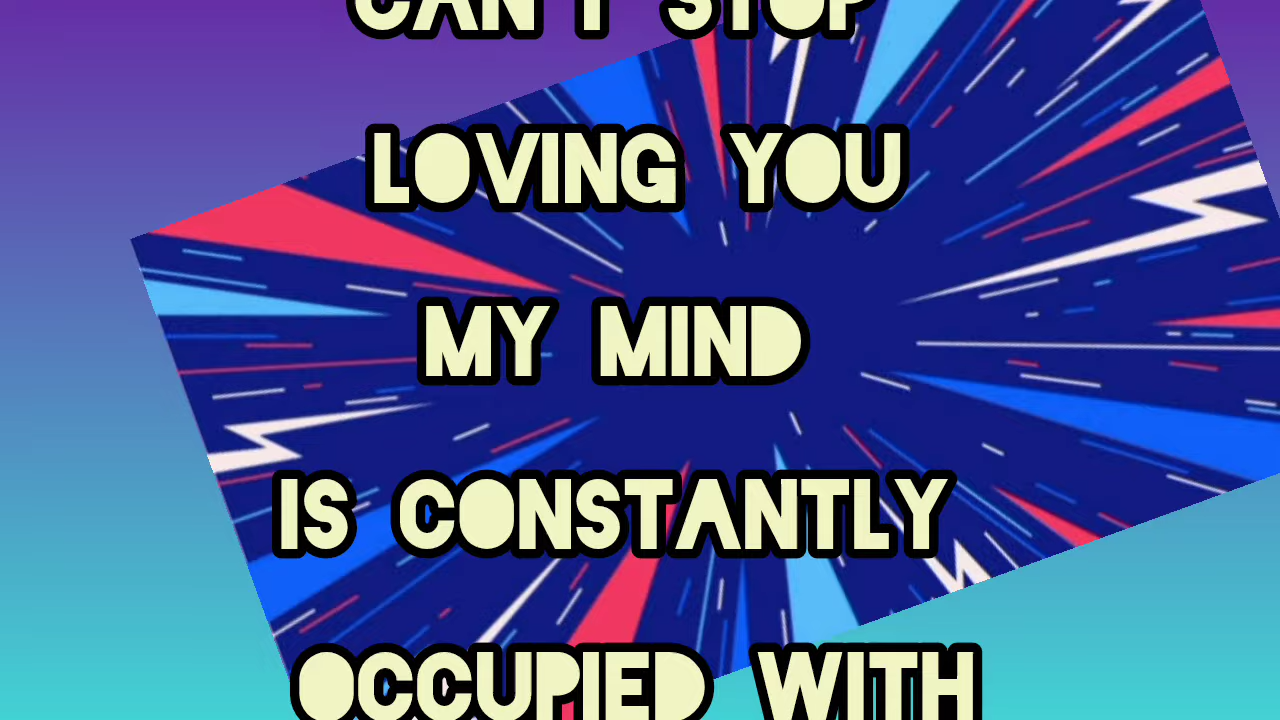 CAN'T STOP
LOVING YOU
MY MIND
IS CONSTANTLY
OCCUPIED WITH